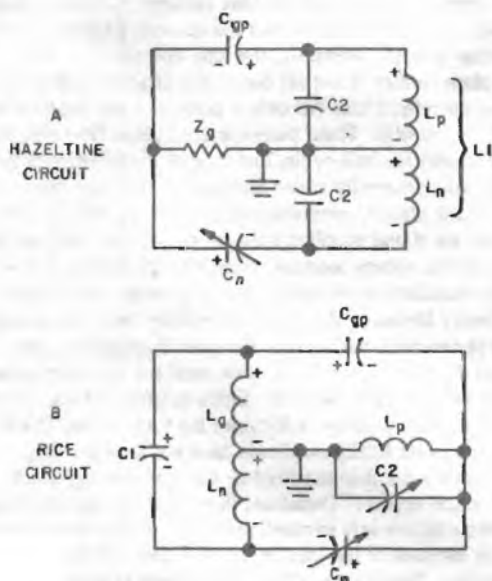 A
HAZELTINE
CIRCUIT
Cgp
+
C2
C2
Zg
+
Lp
-
+
Ln
-
L1
+
-
Cn
B
RICE
CIRCUIT
C1
+
-
+
Lg
-
+
Ln
-
Cgp
+
-
Lp
C2
-
+
Cn